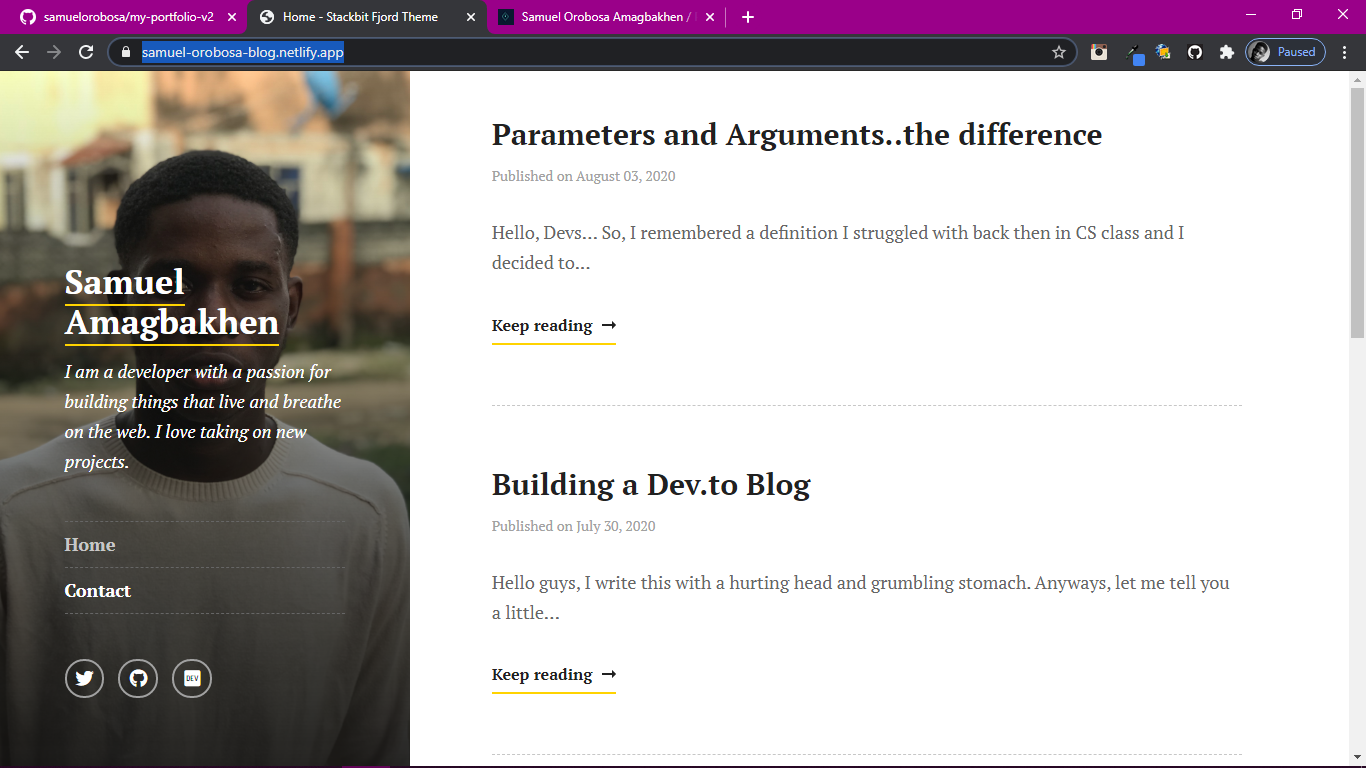 samuelorobosa/my-portfolio-v2
Home - Stackbit Fjord Theme
Samuel Orobosa Amagbakhen /
samuel-orobosa-blog.netlify.app
Paused
Samuel
Amagbakhen
I am a developer with a passion for
building things that live and breathe
on the web. I love taking on new
projects.
Home
Contact
DEV
Parameters and Arguments..the difference
Published on August 03, 2020
Hello, Devs... So, I remembered a definition I struggled with back then in CS class and I
decided to...
Keep reading
Building a Dev.to Blog
Published on July 30, 2020
Hello guys, I write this with a hurting head and grumbling stomach. Anyways, let me tell you
a little...
Keep reading